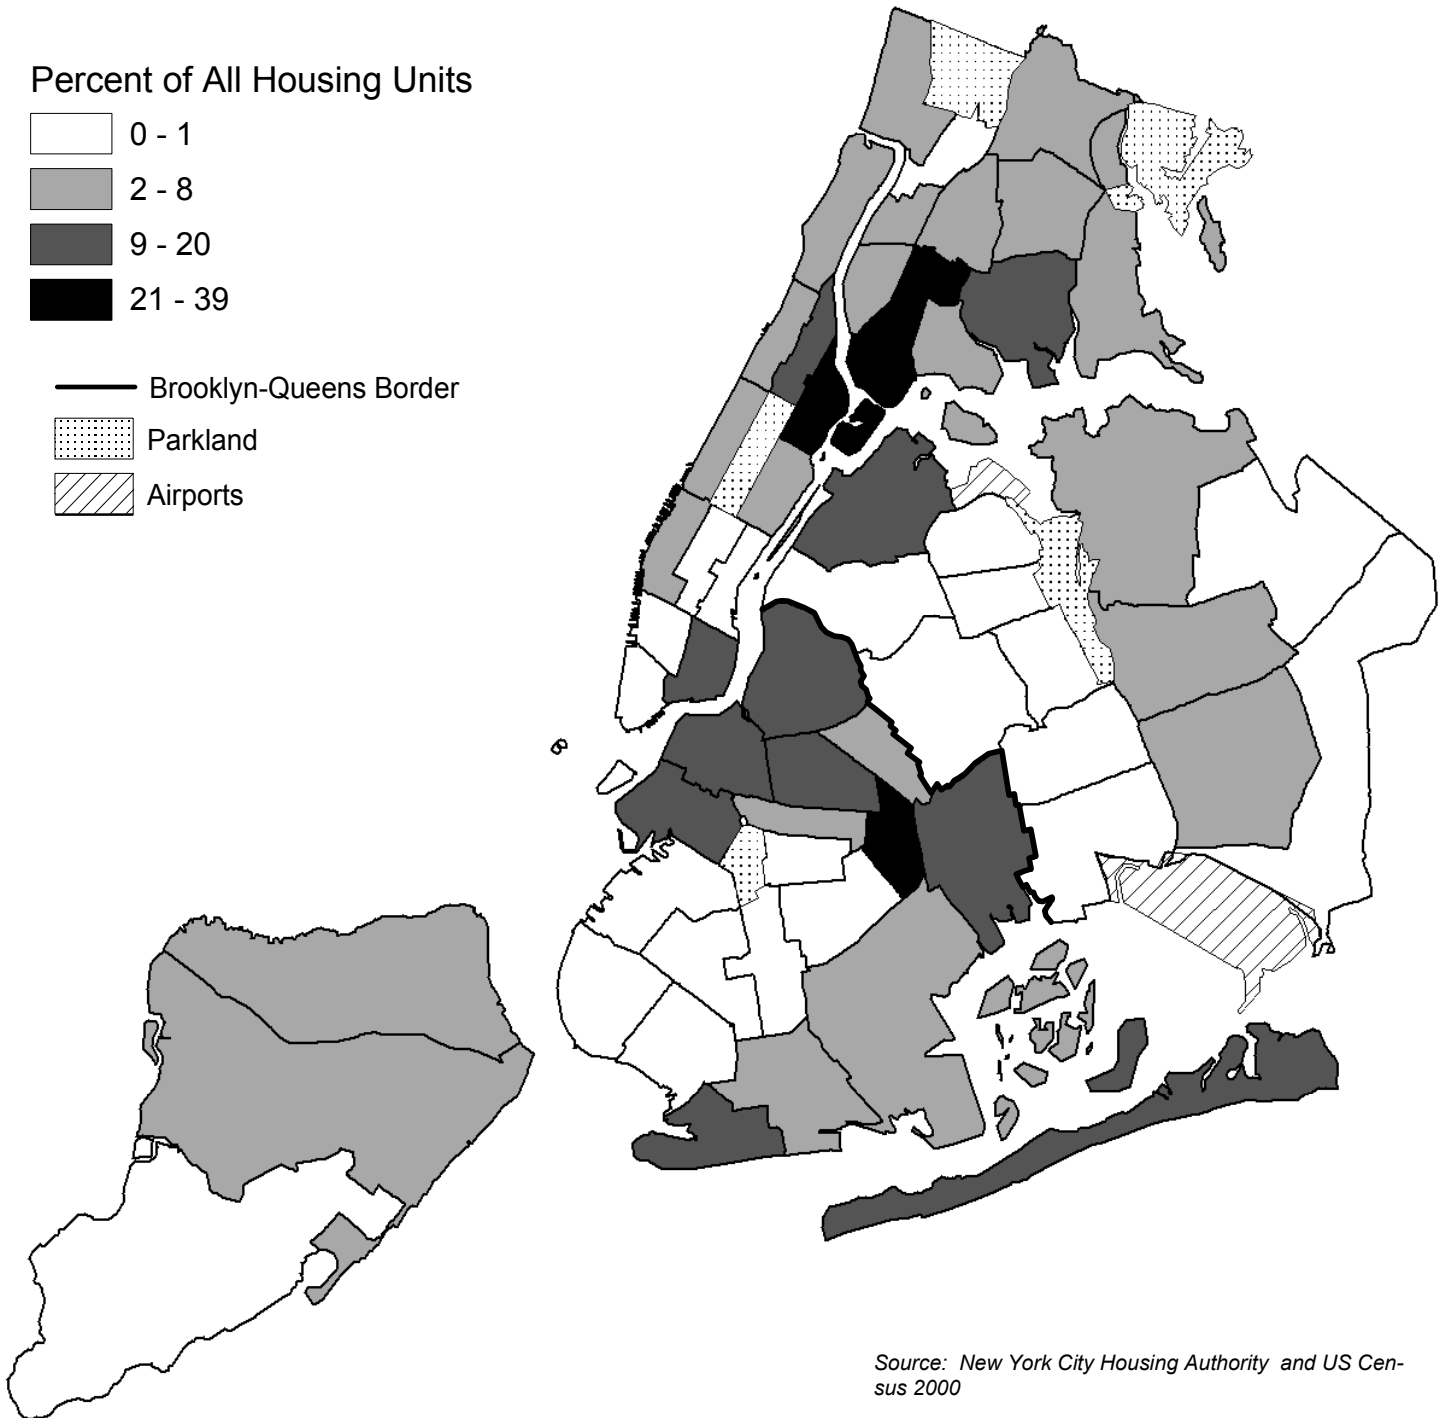 Percent of All Housing Units
0 - 1
2 - 8
9 - 20
21 - 39
Brooklyn-Queens Border
Parkland
Airports
Source: New York City Housing Authority and US Cen-
sus 2000